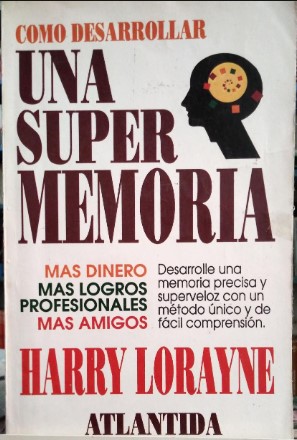 COMO DESARROLLAR
UNA
SUPER
MEMORIA
MAS DINERO
MAS LOGROS
PROFESIONALES
MAS AMIGOS
Desarrolle una
memoria precisa y
superveloz con un
método único y de
fácil comprensión.
HARRY LORAYNE
ATLANTIDA